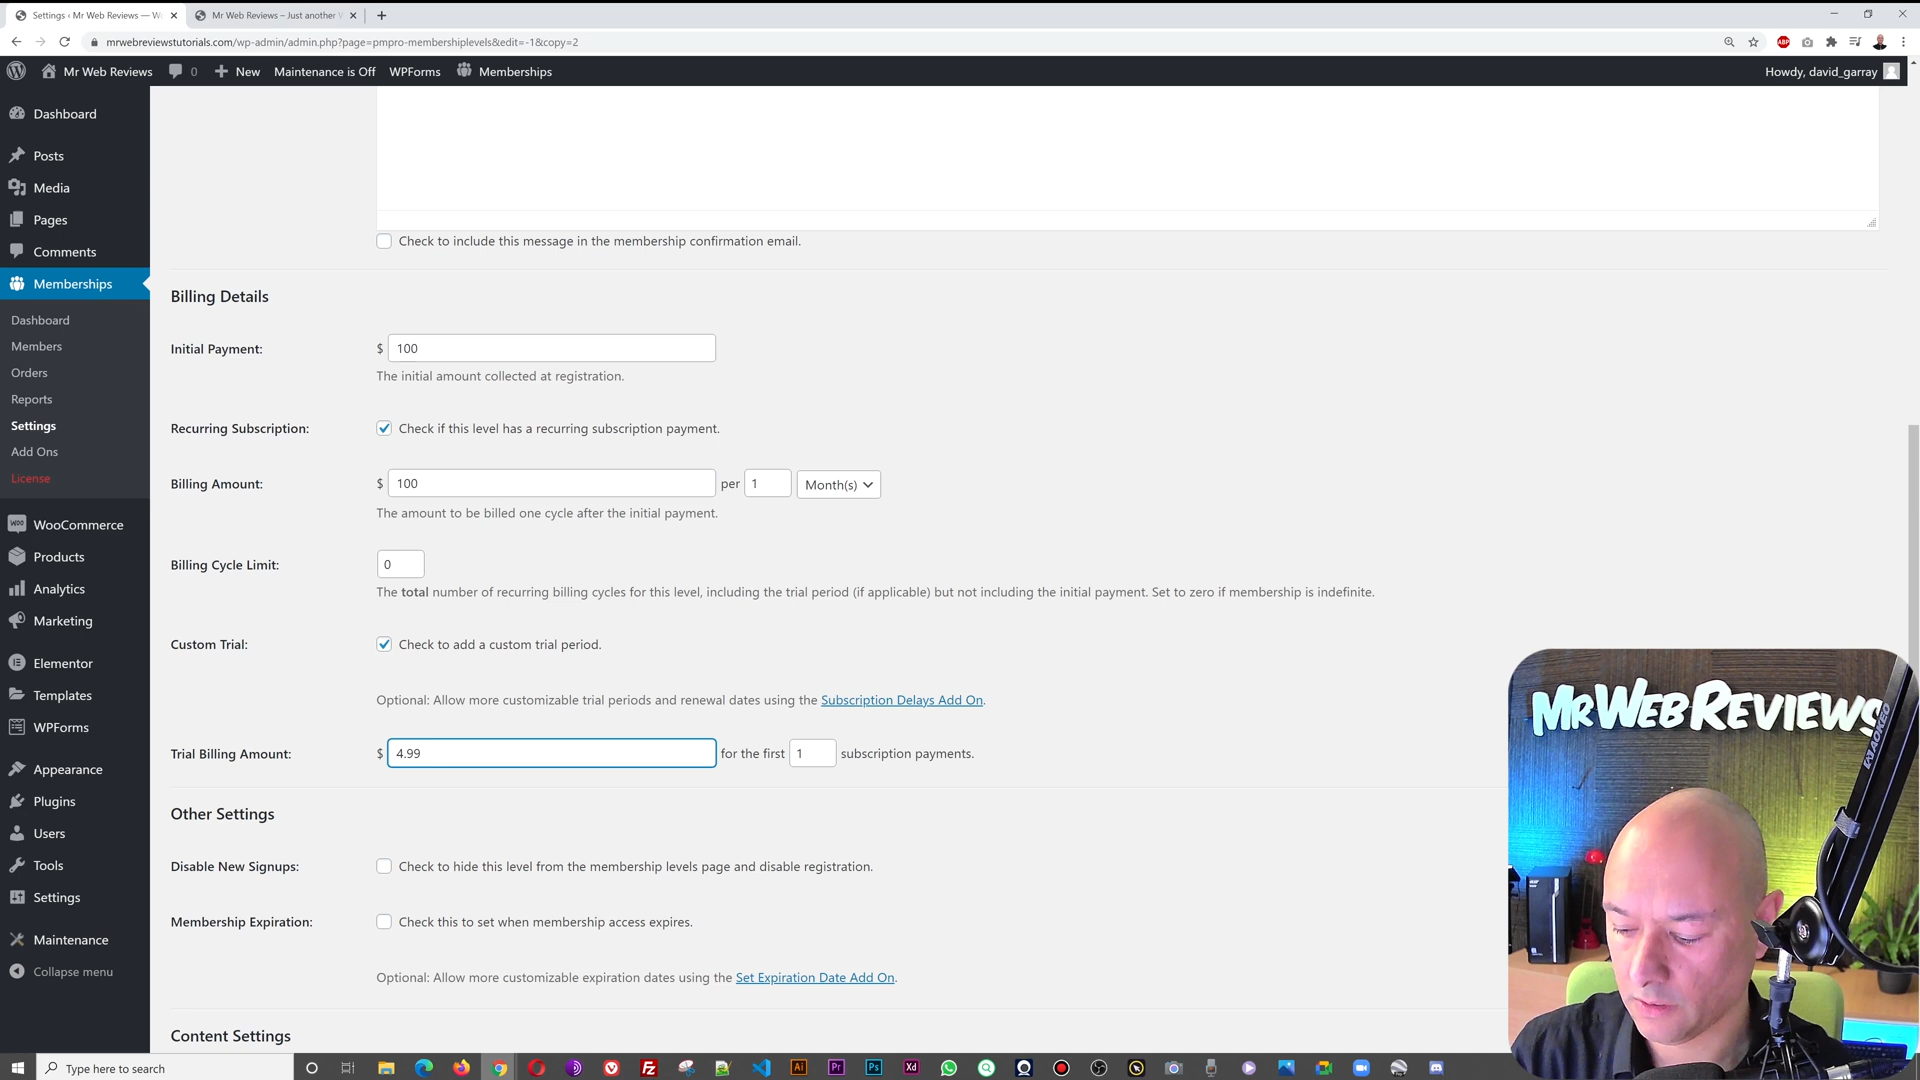 Settings ‹ Mr Web Reviews — W
Mr Web Reviews – Just another
mrwebreviewstutorials.com/wp-admin/admin.php?page=pmpro-membershiplevels&edit=-1&copy=2
ABP
Mr Web Reviews
0
New
Maintenance is Off
WPForms
Memberships
Howdy, david_garray
Dashboard
Posts
Media
Pages
Comments
Memberships
Dashboard
Members
Orders
Reports
Settings
Add Ons
License
WooCommerce
Products
Analytics
Marketing
Elementor
Templates
WPForms
Appearance
Plugins
Users
Tools
Settings
Maintenance
Collapse menu
Check to include this message in the membership confirmation email.
Billing Details
Initial Payment: $ 100
The initial amount collected at registration.
Recurring Subscription: Check if this level has a recurring subscription payment.
Billing Amount: $ 100 per 1 Month(s)
The amount to be billed one cycle after the initial payment.
Billing Cycle Limit: 0
The total number of recurring billing cycles for this level, including the trial period (if applicable) but not including the initial payment. Set to zero if membership is indefinite.
Custom Trial: Check to add a custom trial period.
Optional: Allow more customizable trial periods and renewal dates using the Subscription Delays Add On.
Trial Billing Amount: $ 4.99 for the first 1 subscription payments.
Other Settings
Disable New Signups: Check to hide this level from the membership levels page and disable registration.
Membership Expiration: Check this to set when membership access expires.
Optional: Allow more customizable expiration dates using the Set Expiration Date Add On.
Content Settings
MRWEBREVIEWS
MAONO
Type here to search
Ai
Pr
Ps
Xd